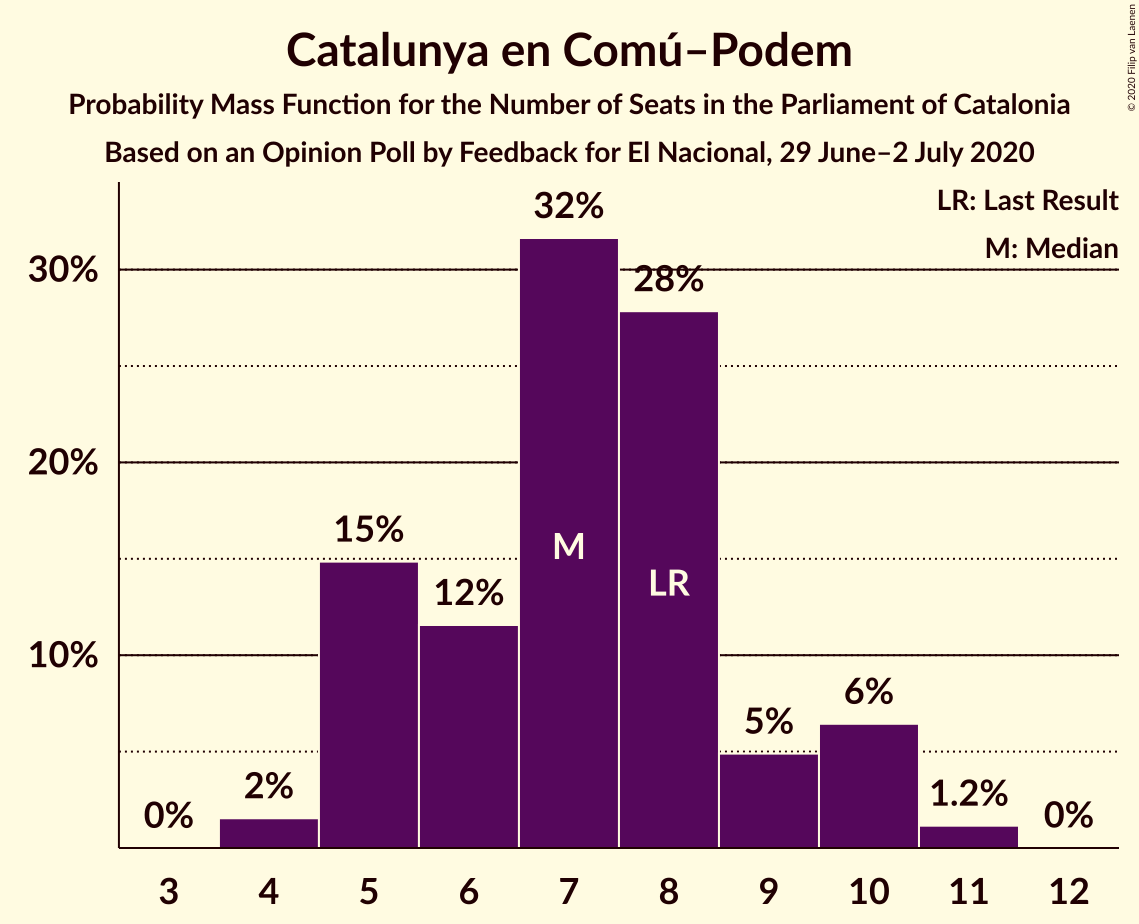 Catalunya en Comú–Podem
Probability Mass Function for the Number of Seats in the Parliament of Catalonia
Based on an Opinion Poll by Feedback for El Nacional, 29 June–2 July 2020
© 2020 Filip van Laenen
LR: Last Result
M: Median
30%
20%
10%
0%
2%
15%
12%
32%
28%
5%
6%
1.2%
0%
M
LR
3 4 5 6 7 8 9 10 11 12